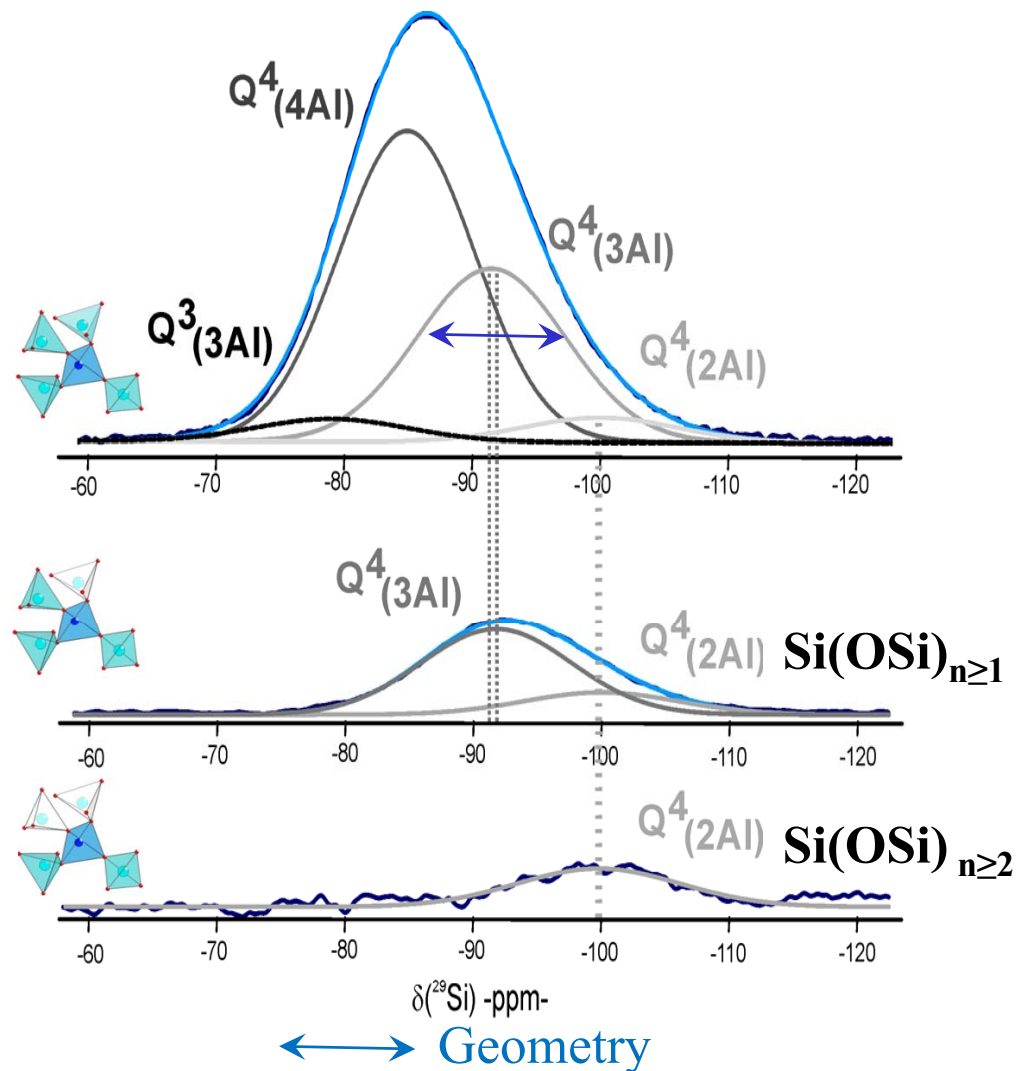 Q⁴(4Al)
Q⁴(3Al)
Q³(3Al)
Q⁴(2Al)
-60 -70 -80 -90 -100 -110 -120
Q⁴(3Al)
Q⁴(2Al) Si(OSi)n≥1
-60 -70 -80 -90 -100 -110 -120
Q⁴(2Al) Si(OSi) n≥2
-60 -70 -80 -90 -100 -110 -120
δ(²⁹Si) -ppm-
Geometry